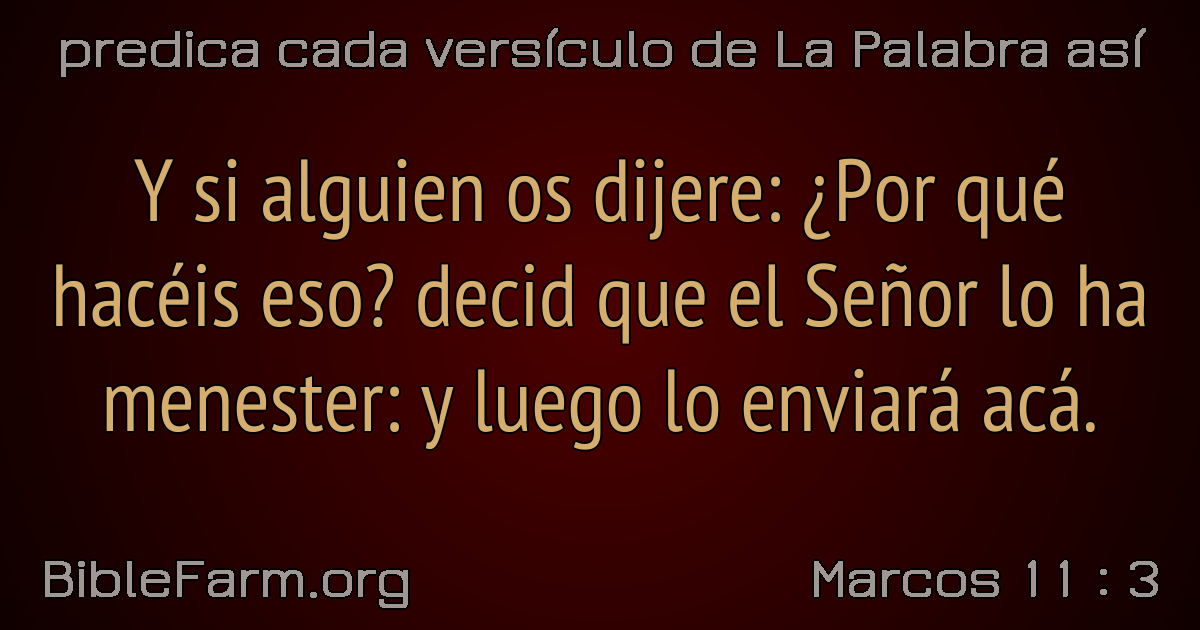 predica cada versículo de La Palabra así
Y si alguien os dijere: ¿Por qué
hacéis eso? decid que el Señor lo ha
menester: y luego lo enviará acá.
BibleFarm.org
Marcos 11 : 3